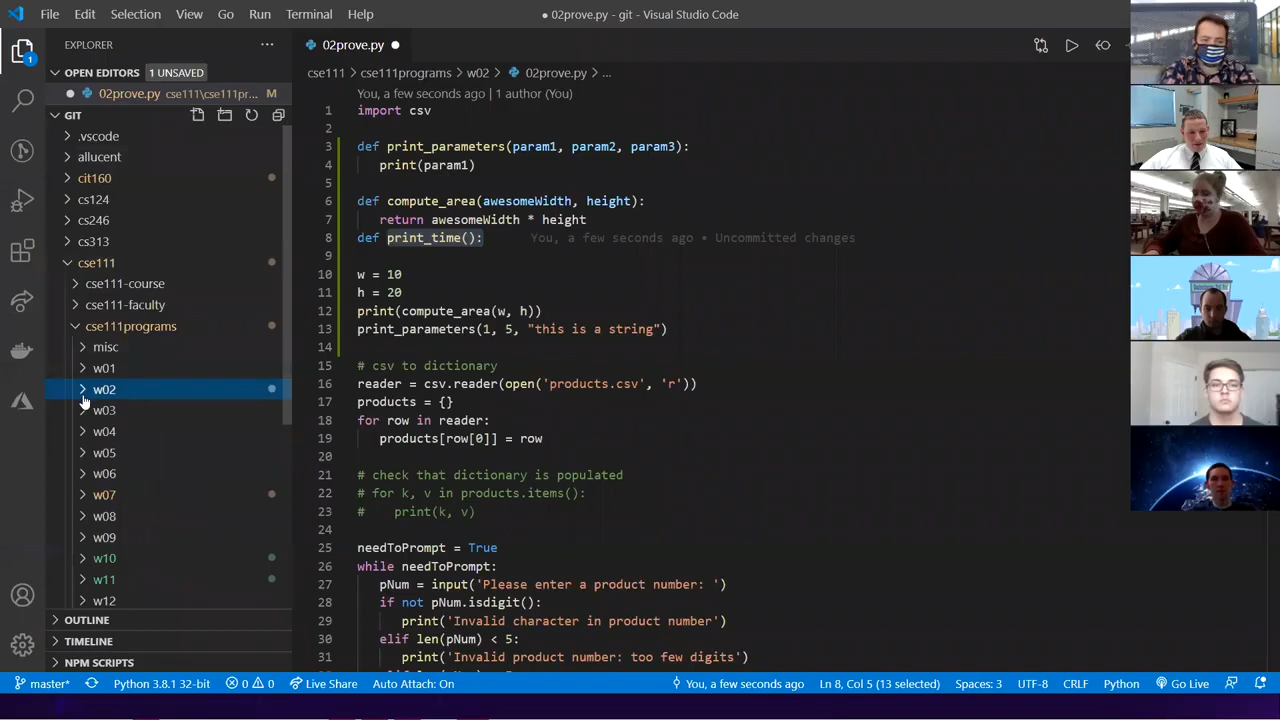 File Edit Selection View Go Run Terminal Help
● 02prove.py - git - Visual Studio Code
EXPLORER
OPEN EDITORS 1 UNSAVED
02prove.py cse111\cse111pr... M
GIT
.vscode
allucent
cit160
cs124
cs246
cs313
cse111
cse111-course
cse111-faculty
cse111programs
misc
w01
w02
w03
w04
w05
w06
w07
w08
w09
w10
w11
w12
OUTLINE
TIMELINE
NPM SCRIPTS
02prove.py
cse111 > cse111programs > w02 > 02prove.py > ...
You, a few seconds ago | 1 author (You)
1 import csv
2
3 def print_parameters(param1, param2, param3):
4 print(param1)
5
6 def compute_area(awesomeWidth, height):
7 return awesomeWidth * height
8 def print_time(): You, a few seconds ago • Uncommitted changes
9
10 w = 10
11 h = 20
12 print(compute_area(w, h))
13 print_parameters(1, 5, "this is a string")
14
15 # csv to dictionary
16 reader = csv.reader(open('products.csv', 'r'))
17 products = {}
18 for row in reader:
19 products[row[0]] = row
20
21 # check that dictionary is populated
22 # for k, v in products.items():
23 # print(k, v)
24
25 needToPrompt = True
26 while needToPrompt:
27 pNum = input('Please enter a product number: ')
28 if not pNum.isdigit():
29 print('Invalid character in product number')
30 elif len(pNum) < 5:
31 print('Invalid product number: too few digits')
master* Python 3.8.1 32-bit 0 0 Live Share Auto Attach: On You, a few seconds ago Ln 8, Col 5 (13 selected) Spaces: 3 UTF-8 CRLF Python Go Live